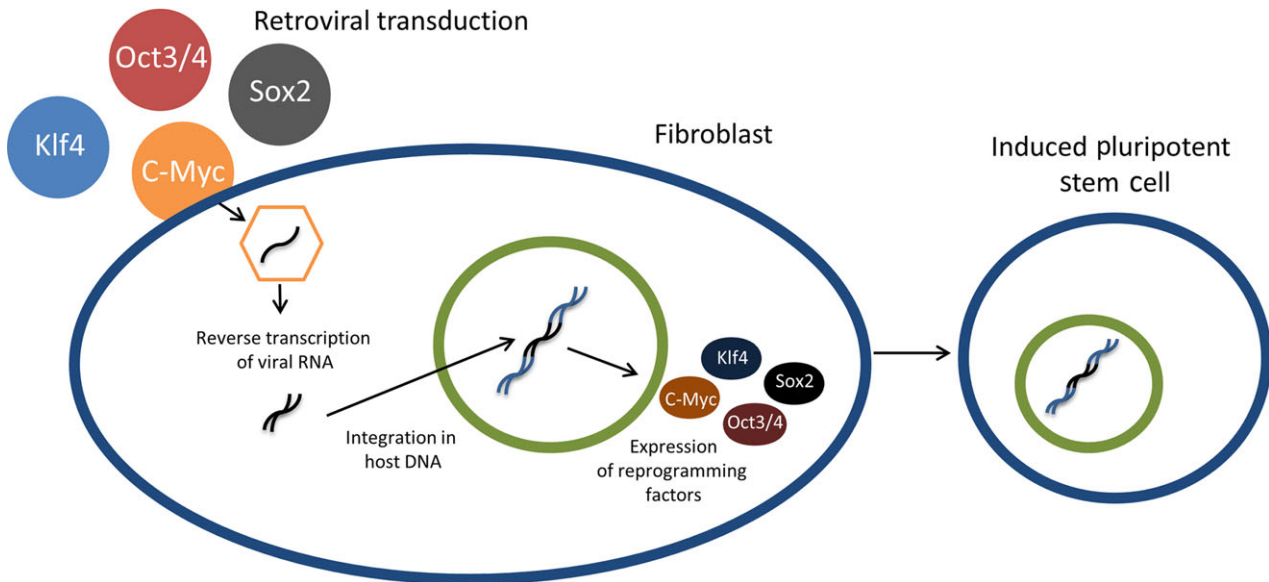 Retroviral transduction
Oct3/4
Sox2
Klf4
C-Myc
Fibroblast
Induced pluripotent
stem cell
Reverse transcription
of viral RNA
Integration in
host DNA
Klf4
Sox2
C-Myc
Oct3/4
Expression
of reprogramming
factors